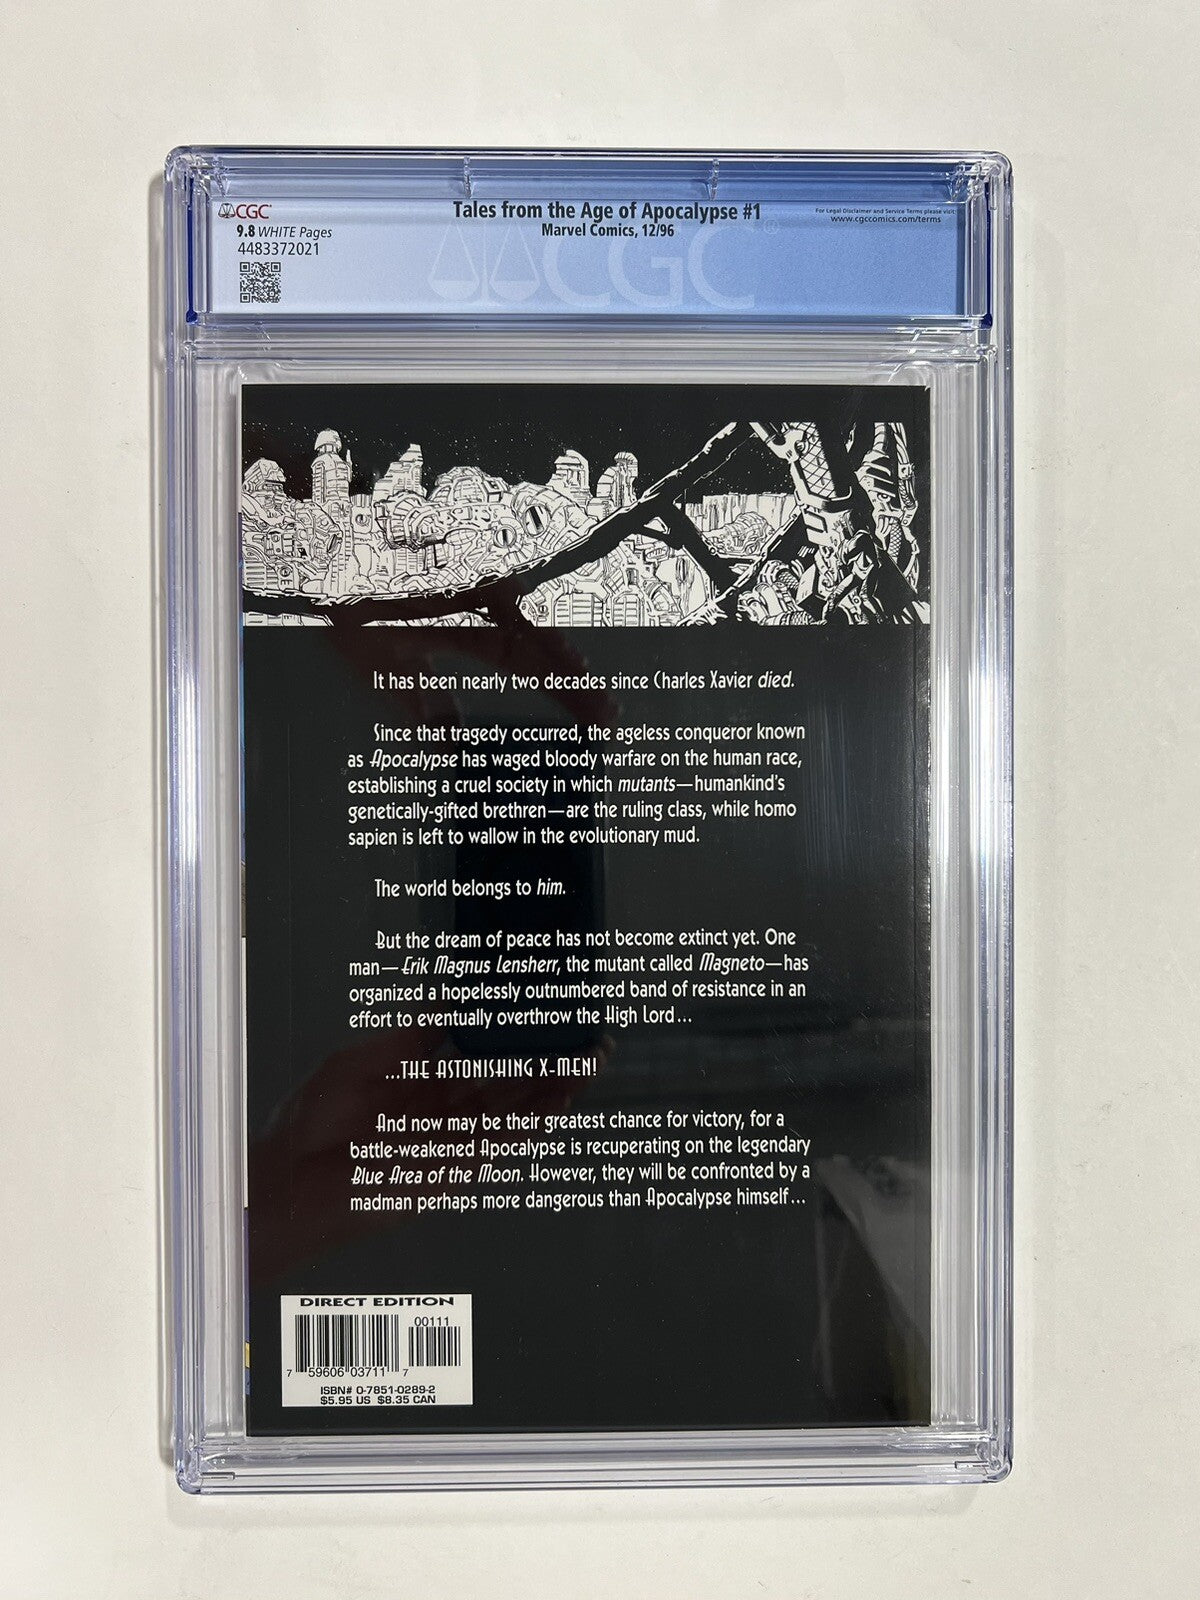 CGC
Tales from the Age of Apocalypse #1
For Legal Disclaimer and Service Terms please visit
9.8 WHITE Pages
Marvel Comics, 12/96
www.cgccomics.com/terms
4483372021
CGC
It has been nearly two decades since Charles Xavier died.
Since that tragedy occurred, the ageless conqueror known
as Apocalypse has waged bloody warfare on the human race,
establishing a cruel society in which mutants—humankind's
genetically-gifted brethren—are the ruling class, while homo
sapien is left to wallow in the evolutionary mud.
The world belongs to him.
But the dream of peace has not become extinct yet. One
man—Erik Magnus Lensherr, the mutant called Magneto—has
organized a hopelessly outnumbered band of resistance in an
effort to eventually overthrow the High Lord...
...THE ASTONISHING X-MEN!
And now may be their greatest chance for victory, for a
battle-weakened Apocalypse is recuperating on the legendary
Blue Area of the Moon. However, they will be confronted by a
madman perhaps more dangerous than Apocalypse himself...
DIRECT EDITION
00111
7 59606 03711 7
ISBN# 0-7851-0289-2
$5.95 US $8.35 CAN